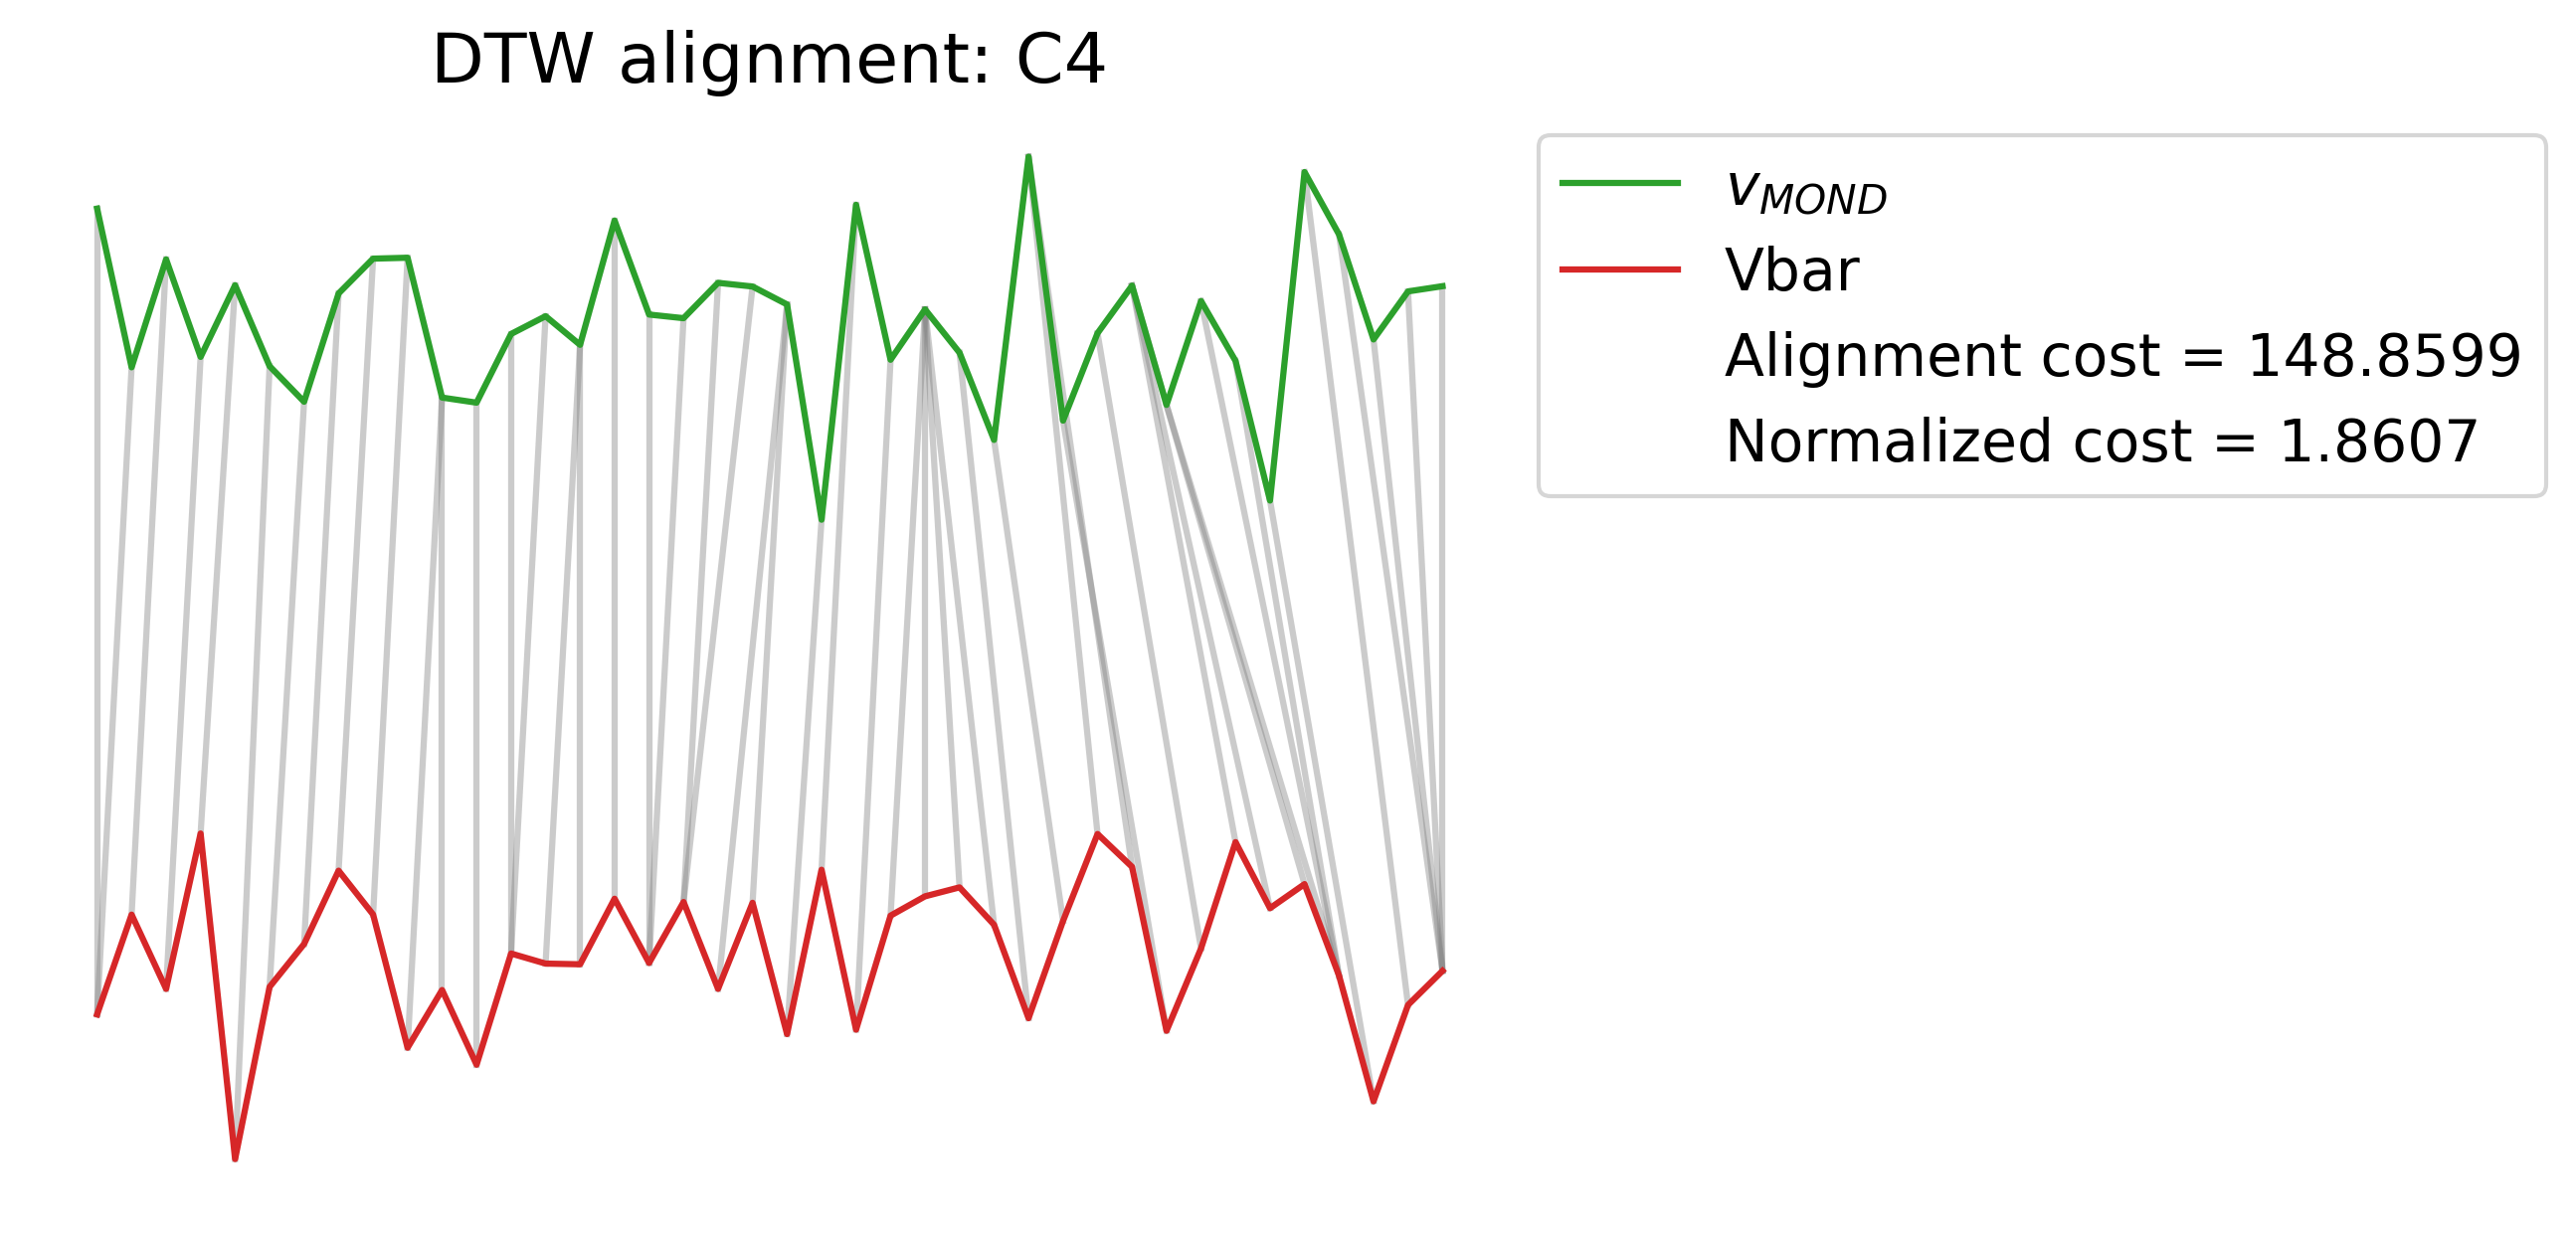 DTW alignment: C4
v_MOND
Vbar
Alignment cost = 148.8599
Normalized cost = 1.8607